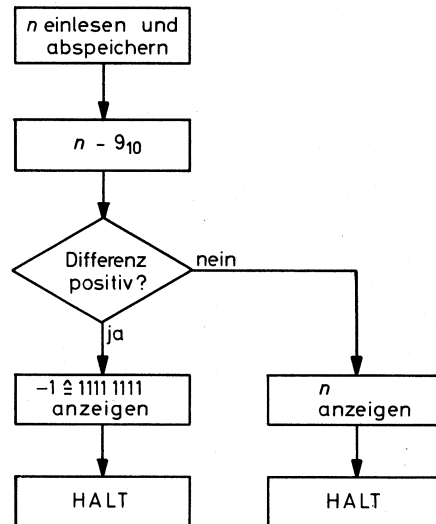 n einlesen und
abspeichern
n - 9₁₀
Differenz
positiv?
nein
ja
-1 ≙ 1111 1111
anzeigen
n
anzeigen
HALT
HALT